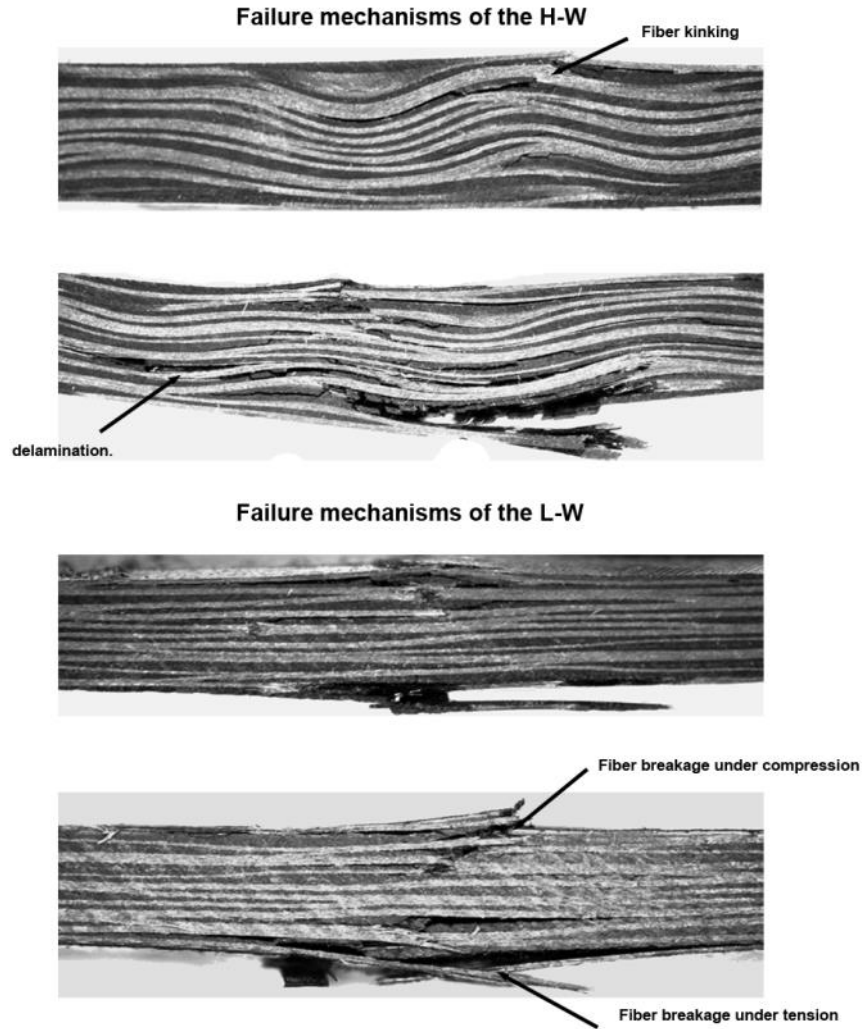 Failure mechanisms of the H-W
Fiber kinking
delamination.
Failure mechanisms of the L-W
Fiber breakage under compression
Fiber breakage under tension